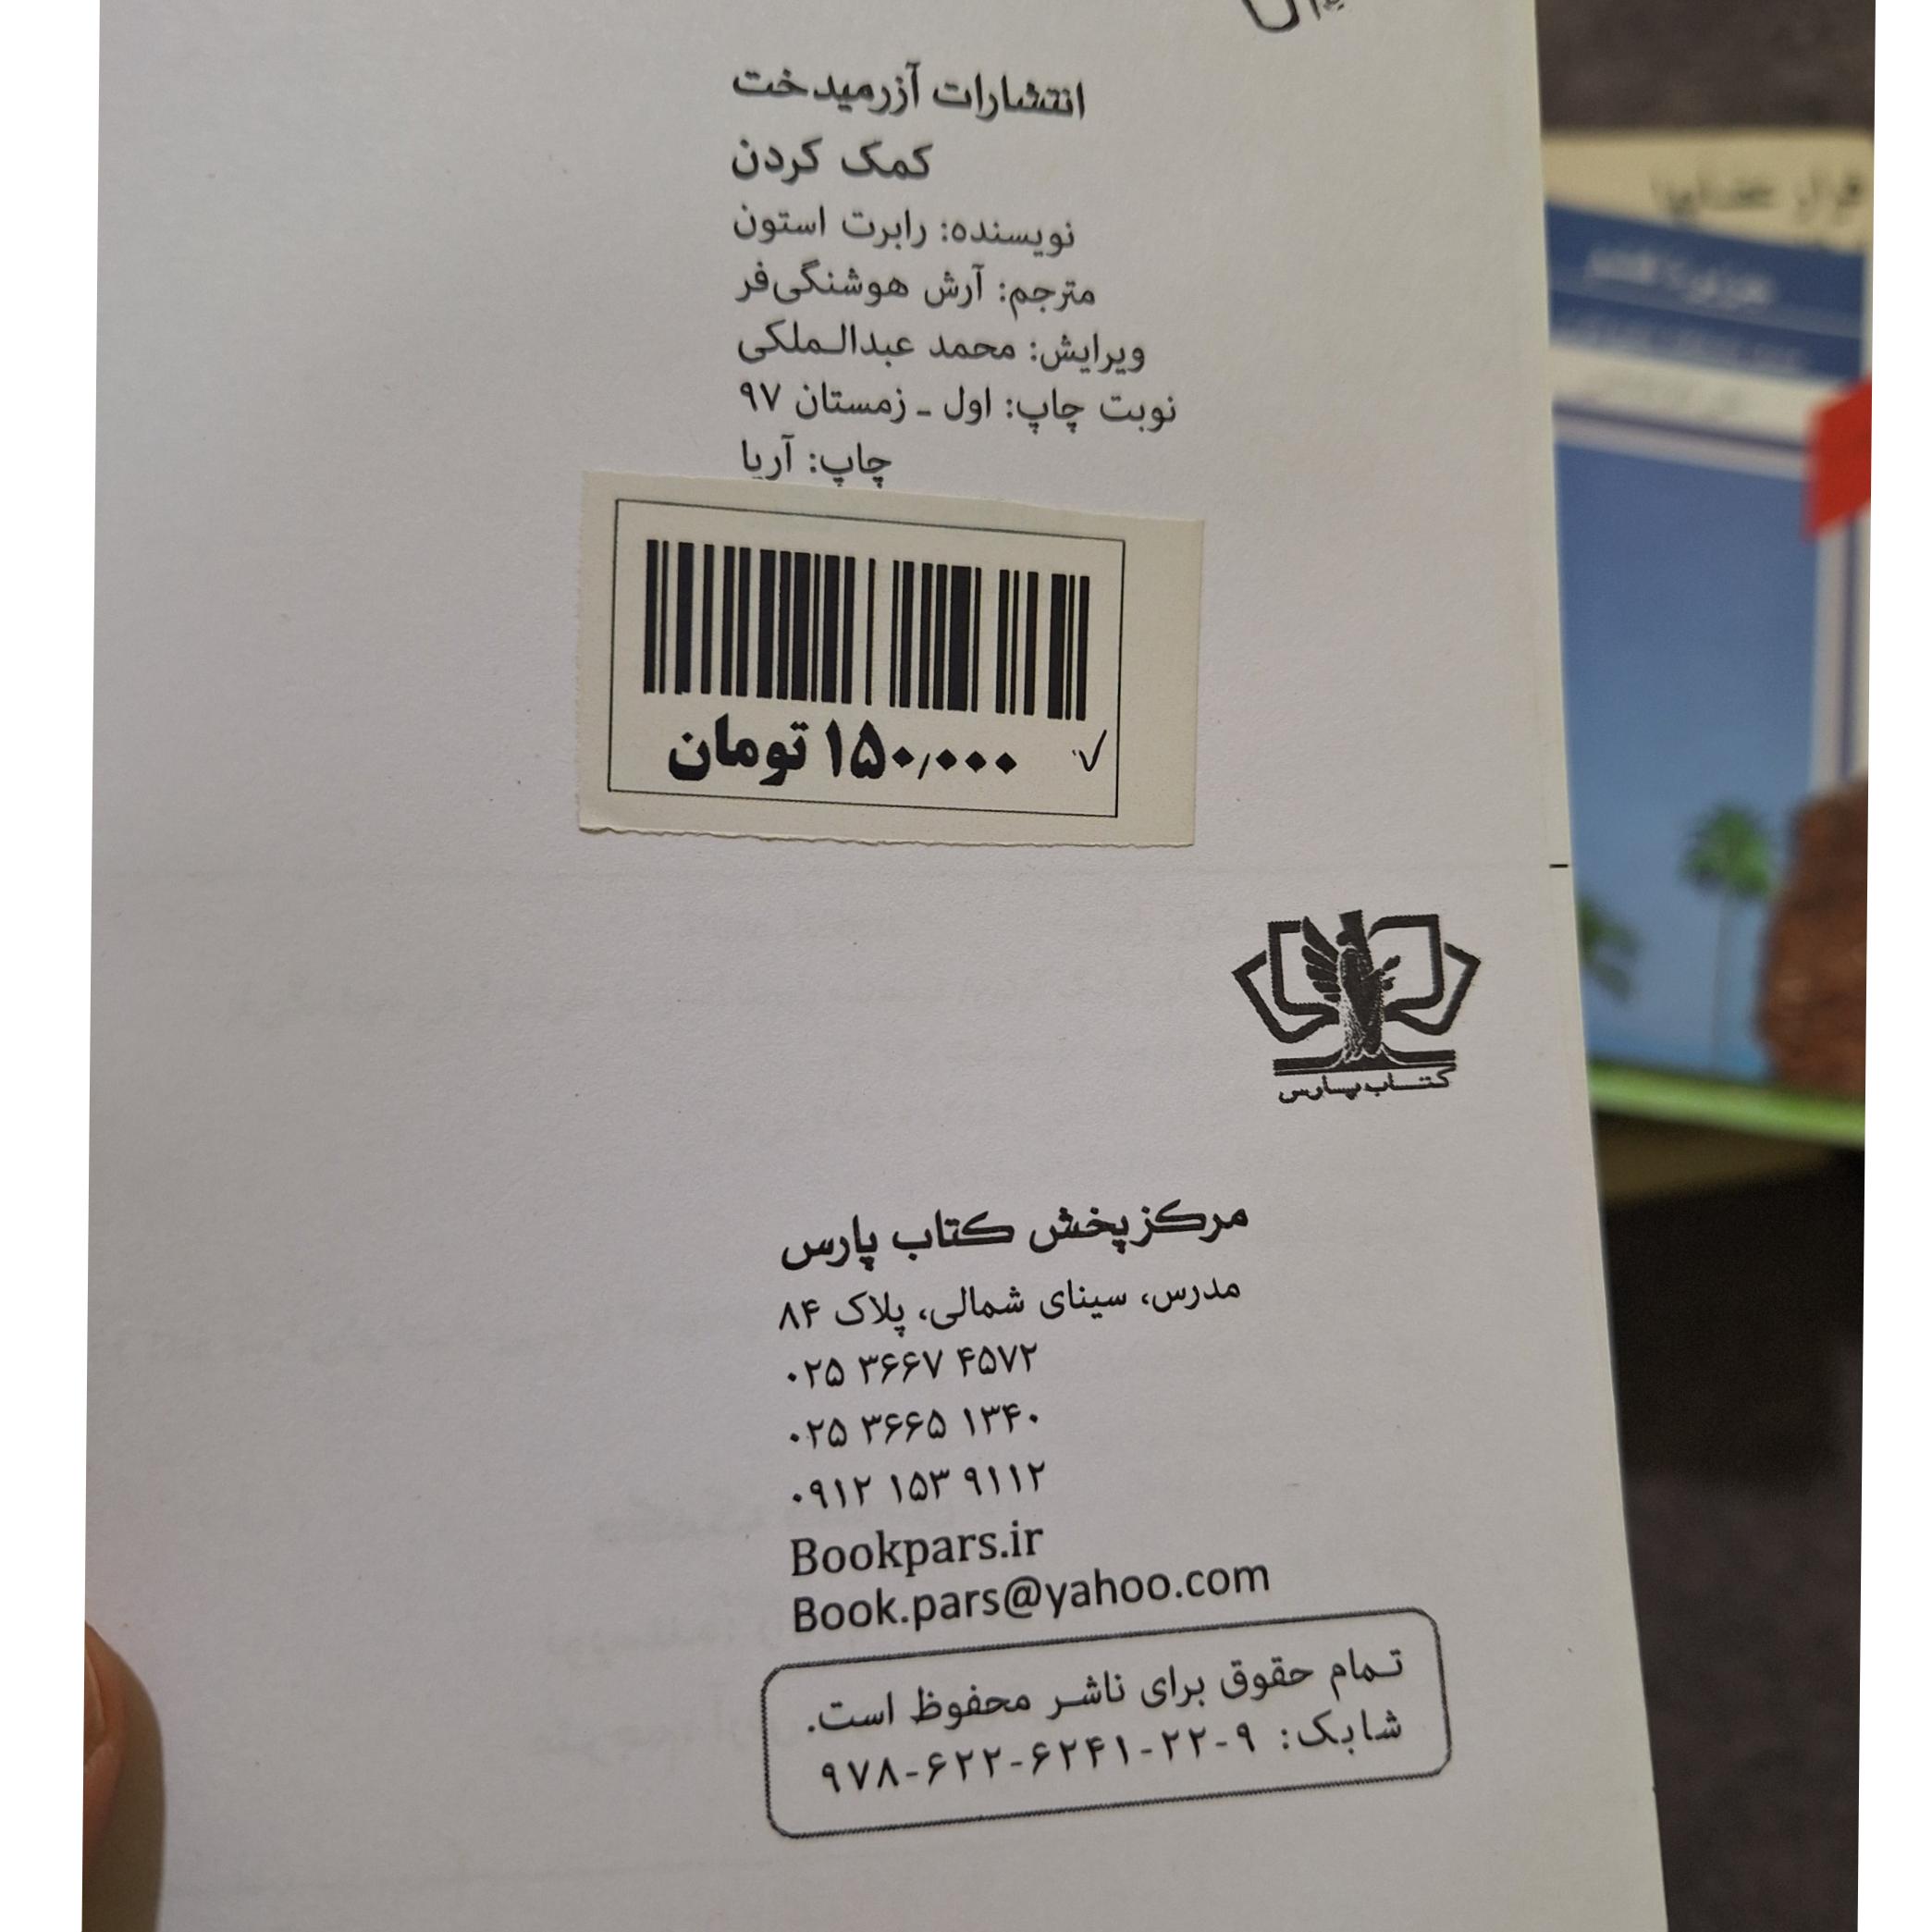 انتشارات آزرمیدخت
کمک کردن
نویسنده: رابرت استون
مترجم: آرش هوشنگی‌فر
ویرایش: محمد عبدالـملکی
نوبت چاپ: اول ـ زمستان ۹۷
چاپ: آریا
۱۵۰٫۰۰۰ تومان
کتاب پارس
مرکز پخش کتاب پارس
مدرس، سینای شمالی، پلاک ۸۴
۰۲۵ ۳۶۶۷ ۴۵۷۲
۰۲۵ ۳۶۶۵ ۱۳۴۰
۰۹۱۲ ۱۵۳ ۹۱۱۲
Bookpars.ir
Book.pars@yahoo.com
تـمام حقوق برای ناشـر محفوظ است.
شابک: ۹۷۸-۶۲۲-۶۲۴۱-۲۲-۹